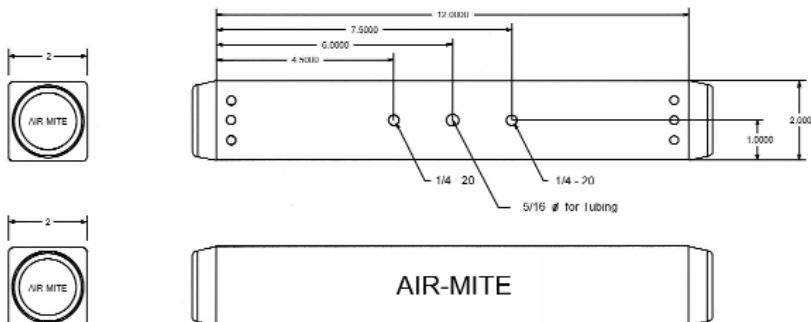 12.0000
7.5000
6.0000
4.5000
2
AIR MITE
2.000
1.0000
1/4 - 20
1/4 - 20
5/16 ø for Tubing
2
AIR MITE
AIR-MITE